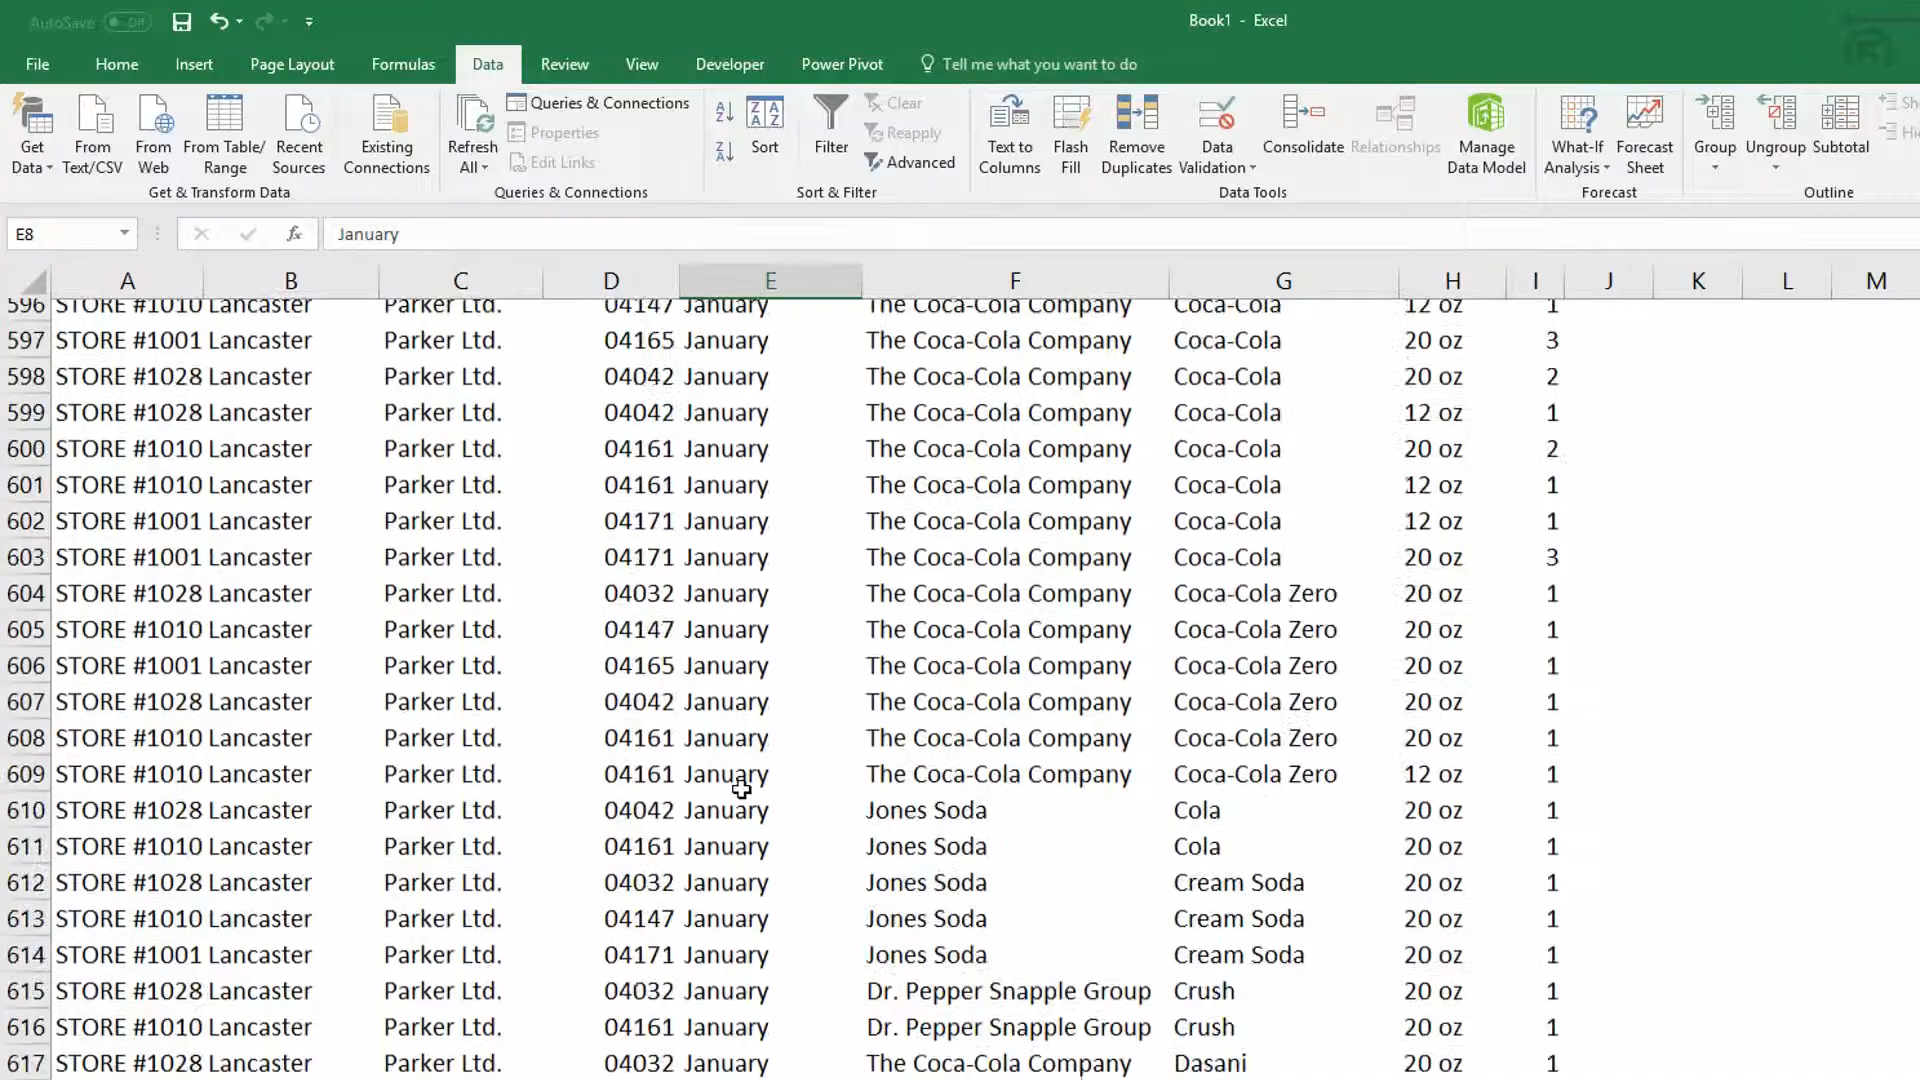 AutoSave Off Book1 - Excel
File Home Insert Page Layout Formulas Data Review View Developer Power Pivot Tell me what you want to do
Get Data From Text/CSV From Web From Table/ Range Recent Sources Existing Connections Refresh All Queries & Connections Properties Edit Links Sort Filter Clear Reapply Advanced Text to Columns Flash Fill Remove Duplicates Data Validation Consolidate Relationships Manage Data Model What-If Analysis Forecast Sheet Group Ungroup Subtotal
Get & Transform Data Queries & Connections Sort & Filter Data Tools Forecast Outline
E8 fx January
A B C D E F G H I J K L M
596 STORE #1010 Lancaster Parker Ltd. 04147 January The Coca-Cola Company Coca-Cola 12 oz 1
597 STORE #1001 Lancaster Parker Ltd. 04165 January The Coca-Cola Company Coca-Cola 20 oz 3
598 STORE #1028 Lancaster Parker Ltd. 04042 January The Coca-Cola Company Coca-Cola 20 oz 2
599 STORE #1028 Lancaster Parker Ltd. 04042 January The Coca-Cola Company Coca-Cola 12 oz 1
600 STORE #1010 Lancaster Parker Ltd. 04161 January The Coca-Cola Company Coca-Cola 20 oz 2
601 STORE #1010 Lancaster Parker Ltd. 04161 January The Coca-Cola Company Coca-Cola 12 oz 1
602 STORE #1001 Lancaster Parker Ltd. 04171 January The Coca-Cola Company Coca-Cola 12 oz 1
603 STORE #1001 Lancaster Parker Ltd. 04171 January The Coca-Cola Company Coca-Cola 20 oz 3
604 STORE #1028 Lancaster Parker Ltd. 04032 January The Coca-Cola Company Coca-Cola Zero 20 oz 1
605 STORE #1010 Lancaster Parker Ltd. 04147 January The Coca-Cola Company Coca-Cola Zero 20 oz 1
606 STORE #1001 Lancaster Parker Ltd. 04165 January The Coca-Cola Company Coca-Cola Zero 20 oz 1
607 STORE #1028 Lancaster Parker Ltd. 04042 January The Coca-Cola Company Coca-Cola Zero 20 oz 1
608 STORE #1010 Lancaster Parker Ltd. 04161 January The Coca-Cola Company Coca-Cola Zero 20 oz 1
609 STORE #1010 Lancaster Parker Ltd. 04161 January The Coca-Cola Company Coca-Cola Zero 12 oz 1
610 STORE #1028 Lancaster Parker Ltd. 04042 January Jones Soda Cola 20 oz 1
611 STORE #1010 Lancaster Parker Ltd. 04161 January Jones Soda Cola 20 oz 1
612 STORE #1028 Lancaster Parker Ltd. 04032 January Jones Soda Cream Soda 20 oz 1
613 STORE #1010 Lancaster Parker Ltd. 04147 January Jones Soda Cream Soda 20 oz 1
614 STORE #1001 Lancaster Parker Ltd. 04171 January Jones Soda Cream Soda 20 oz 1
615 STORE #1028 Lancaster Parker Ltd. 04032 January Dr. Pepper Snapple Group Crush 20 oz 1
616 STORE #1010 Lancaster Parker Ltd. 04161 January Dr. Pepper Snapple Group Crush 20 oz 1
617 STORE #1028 Lancaster Parker Ltd. 04032 January The Coca-Cola Company Dasani 20 oz 1